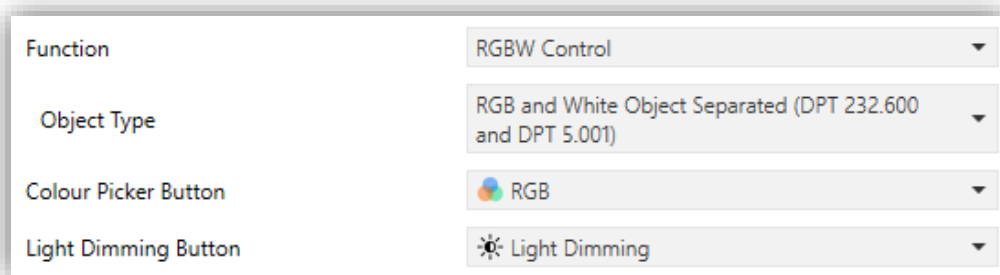 Function
RGBW Control
Object Type
RGB and White Object Separated (DPT 232.600
and DPT 5.001)
Colour Picker Button
RGB
Light Dimming Button
Light Dimming